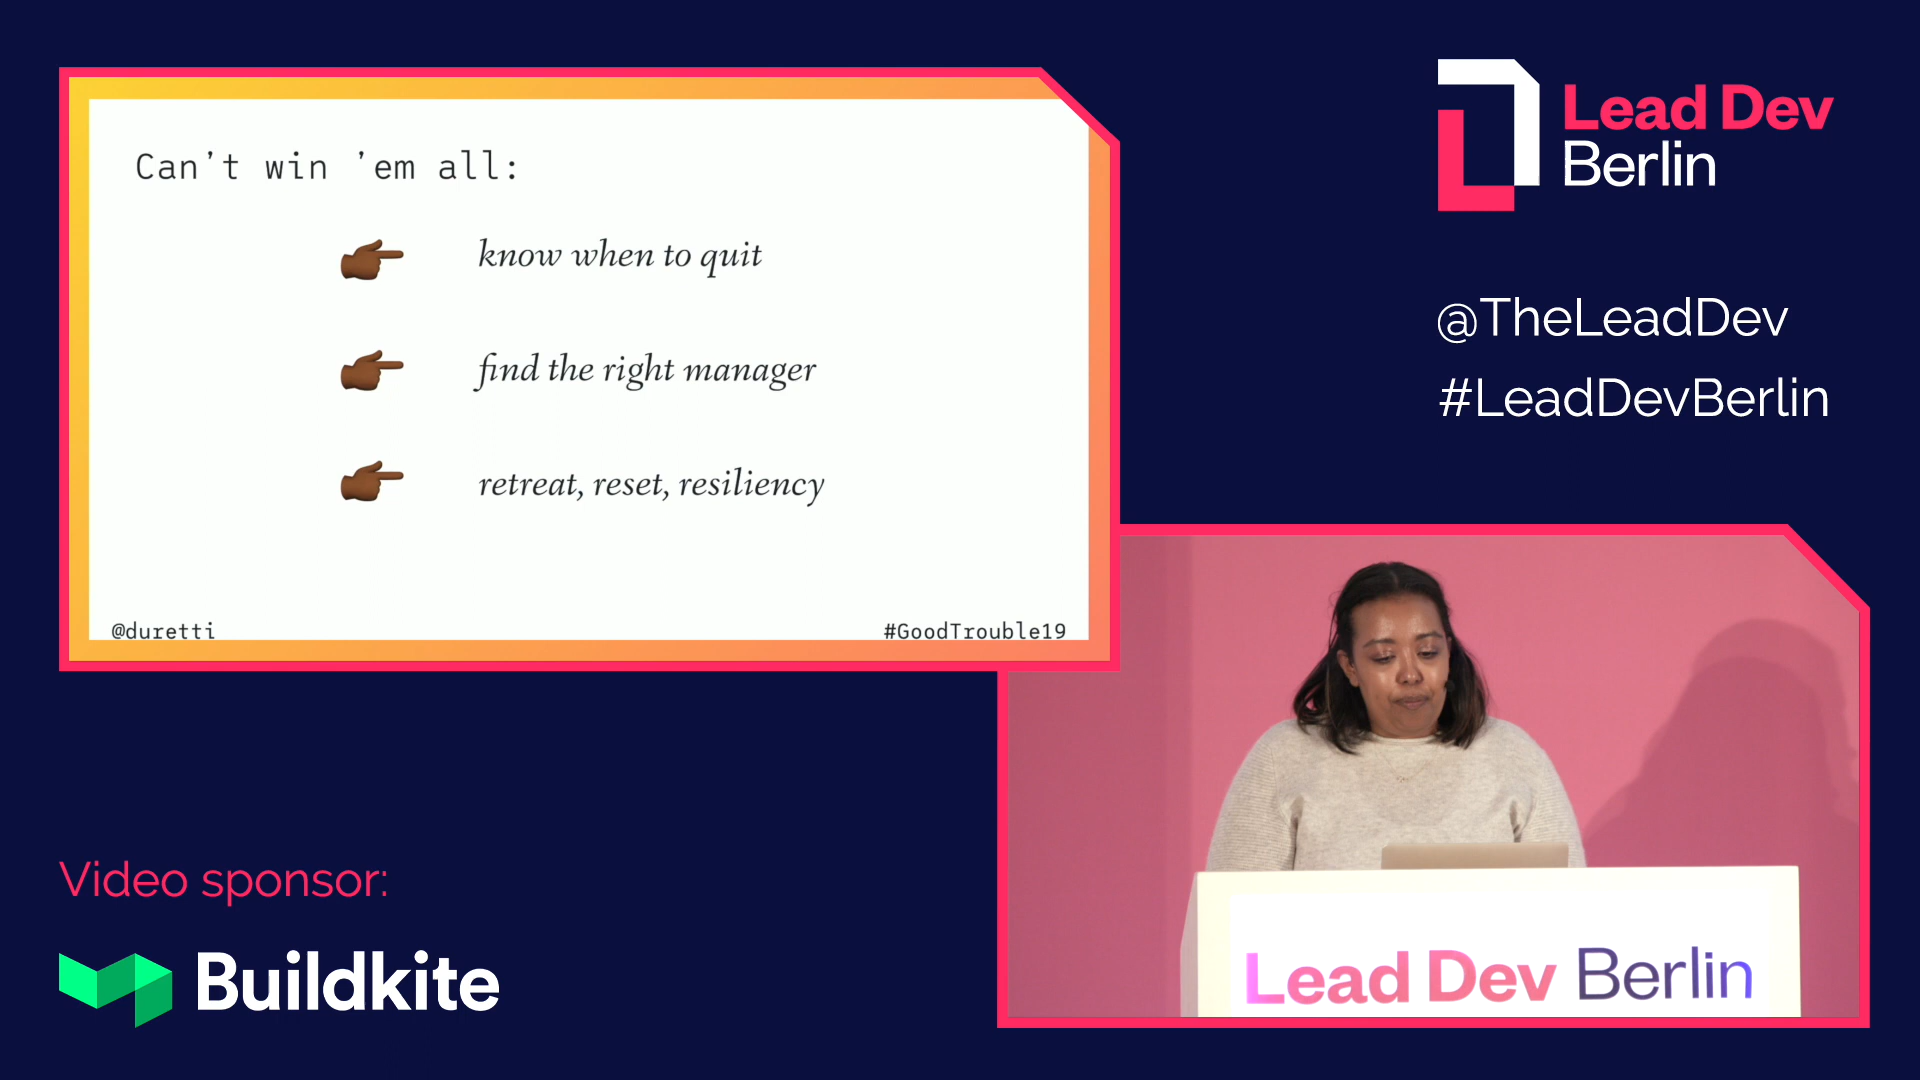 Can't win 'em all:
know when to quit
find the right manager
retreat, reset, resiliency
@duretti
#GoodTrouble19
Lead Dev
Berlin
@TheLeadDev
#LeadDevBerlin
Video sponsor:
Buildkite
Lead Dev Berlin